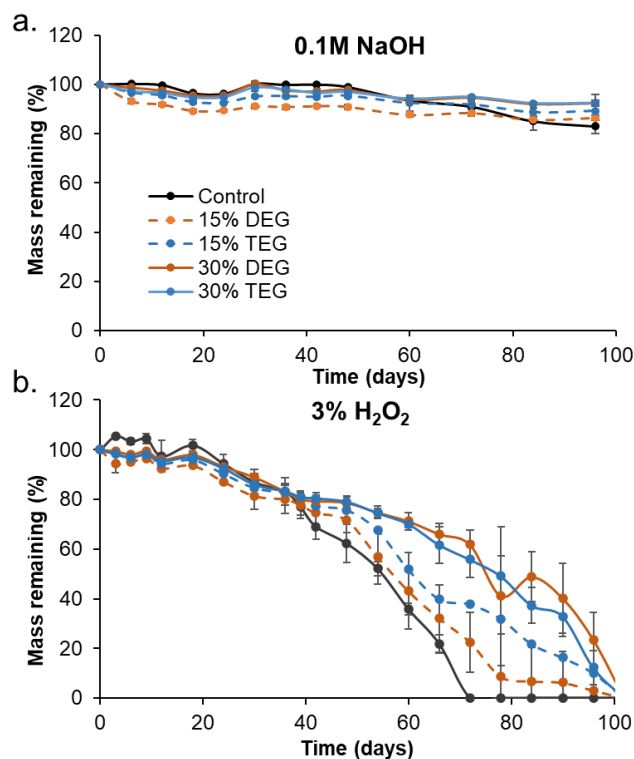 a.
0.1M NaOH
120
100
80
60
40
20
0
Mass remaining (%)
Control
15% DEG
15% TEG
30% DEG
30% TEG
0 20 40 60 80 100
Time (days)
b.
3% H₂O₂
120
100
80
60
40
20
0
Mass remaining (%)
0 20 40 60 80 100
Time (days)